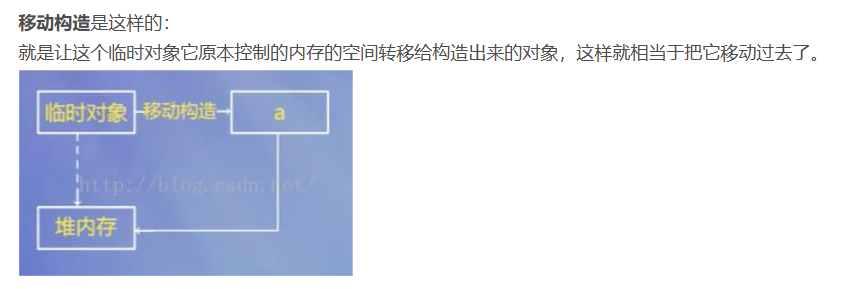 移动构造是这样的：
就是让这个临时对象它原本控制的内存的空间转移给构造出来的对象，这样就相当于把它移动过去了。
临时对象 移动构造 a
http://blog.csdn.net/
堆内存